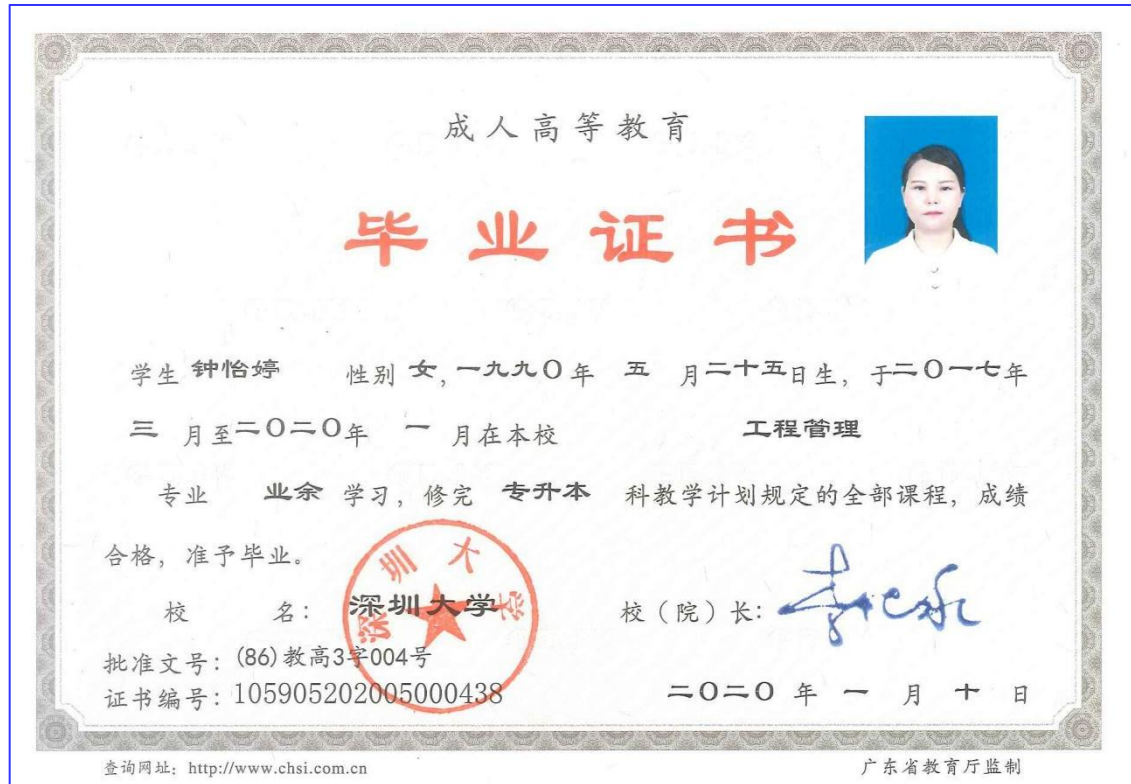 成人高等教育
毕业证书
学生 钟怡婷 性别 女, 一九九〇年 五 月二十五日生, 于二〇一七年
三 月至二〇二〇年 一 月在本校 工程管理
专业 业余 学习, 修完 专升本 科教学计划规定的全部课程, 成绩
合格, 准予毕业。
校 名: 深圳大学 校（院）长:
深圳大学
批准文号: (86)教高3字004号
证书编号: 105905202005000438 二〇二〇 年 一 月 十 日
查询网址: http://www.chsi.com.cn 广东省教育厅监制